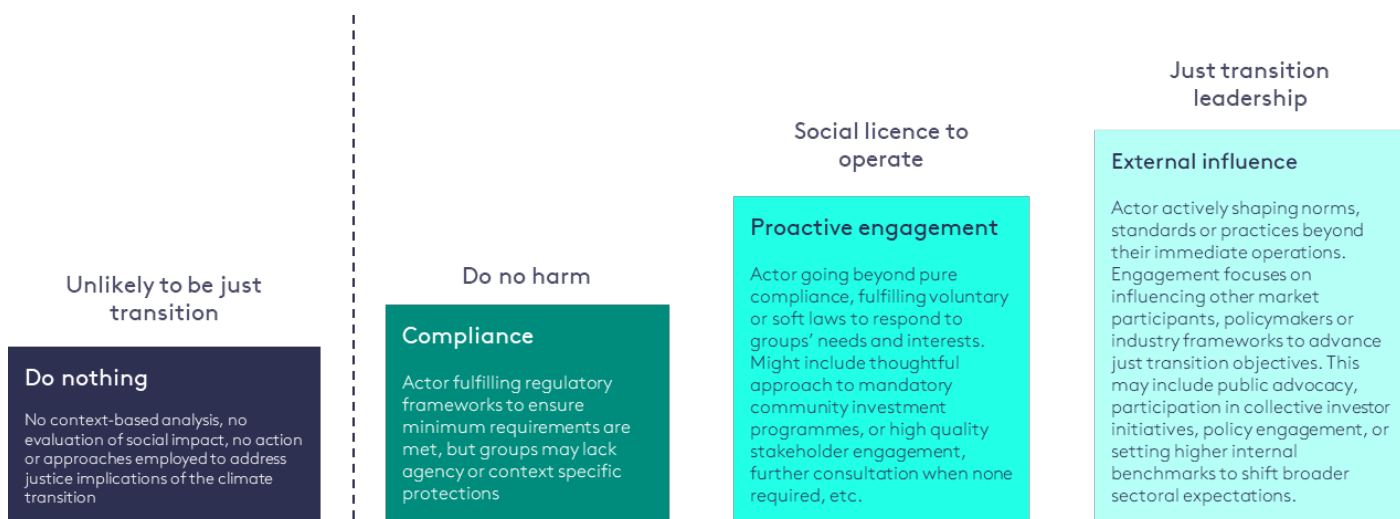 Unlikely to be just
transition
Do nothing
No context-based analysis, no
evaluation of social impact, no action
or approaches employed to address
justice implications of the climate
transition
Do no harm
Compliance
Actor fulfilling regulatory
frameworks to ensure
minimum requirements are
met, but groups may lack
agency or context specific
protections
Social licence to
operate
Proactive engagement
Actor going beyond pure
compliance, fulfilling voluntary
or soft laws to respond to
groups’ needs and interests.
Might include thoughtful
approach to mandatory
community investment
programmes, or high quality
stakeholder engagement,
further consultation when none
required, etc.
Just transition
leadership
External influence
Actor actively shaping norms,
standards or practices beyond
their immediate operations.
Engagement focuses on
influencing other market
participants, policymakers or
industry frameworks to advance
just transition objectives. This
may include public advocacy,
participation in collective investor
initiatives, policy engagement, or
setting higher internal
benchmarks to shift broader
sectoral expectations.